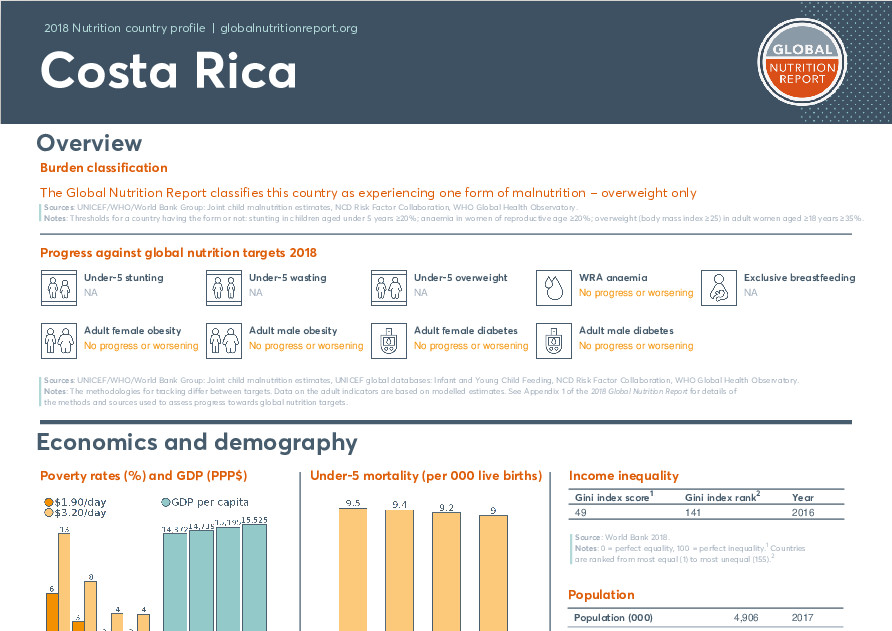 2018 Nutrition country profile | globalnutritionreport.org
Costa Rica
GLOBAL
NUTRITION
REPORT
Overview
Burden classification
The Global Nutrition Report classifies this country as experiencing one form of malnutrition – overweight only
Sources: UNICEF/WHO/World Bank Group: Joint child malnutrition estimates, NCD Risk Factor Collaboration, WHO Global Health Observatory.
Notes: Thresholds for a country having the form or not: stunting in children aged under 5 years ≥20%; anaemia in women of reproductive age ≥20%; overweight (body mass index ≥25) in adult women aged ≥18 years ≥35%.
Progress against global nutrition targets 2018
Under-5 stunting
NA
Under-5 wasting
NA
Under-5 overweight
NA
WRA anaemia
No progress or worsening
Exclusive breastfeeding
NA
Adult female obesity
No progress or worsening
Adult male obesity
No progress or worsening
Adult female diabetes
No progress or worsening
Adult male diabetes
No progress or worsening
Sources: UNICEF/WHO/World Bank Group: Joint child malnutrition estimates, UNICEF global databases: Infant and Young Child Feeding, NCD Risk Factor Collaboration, WHO Global Health Observatory.
Notes: The methodologies for tracking differ between targets. Data on the adult indicators are based on modelled estimates. See Appendix 1 of the 2018 Global Nutrition Report for details of
the methods and sources used to assess progress towards global nutrition targets.
Economics and demography
Poverty rates (%) and GDP (PPP$)
$1.90/day
$3.20/day
GDP per capita
13
6
8
4
4
15,525
Under-5 mortality (per 000 live births)
9.5
9.4
9.2
9
Income inequality
Gini index score1 Gini index rank2 Year
49 141 2016
Source: World Bank 2018.
Notes: 0 = perfect equality, 100 = perfect inequality.1 Countries
are ranked from most equal (1) to most unequal (155).2
Population
Population (000) 4,906 2017